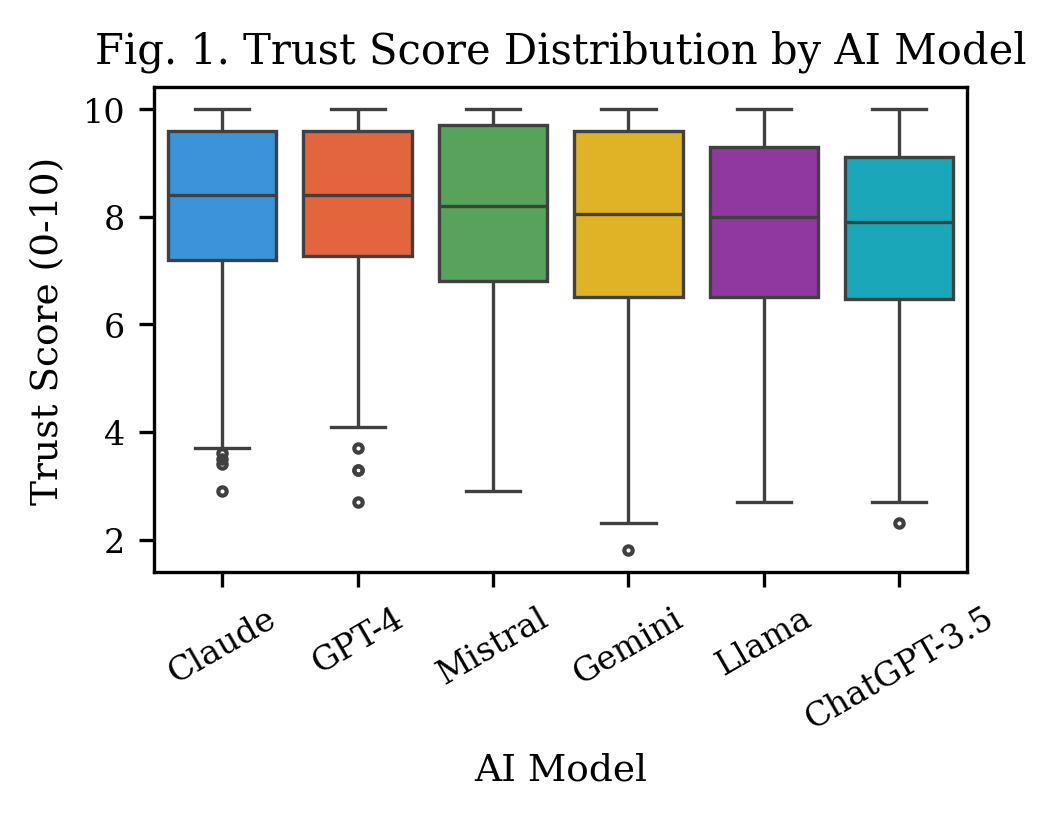 Fig. 1. Trust Score Distribution by AI Model
Trust Score (0-10)
10
8
6
4
2
Claude
GPT-4
Mistral
Gemini
Llama
ChatGPT-3.5
AI Model